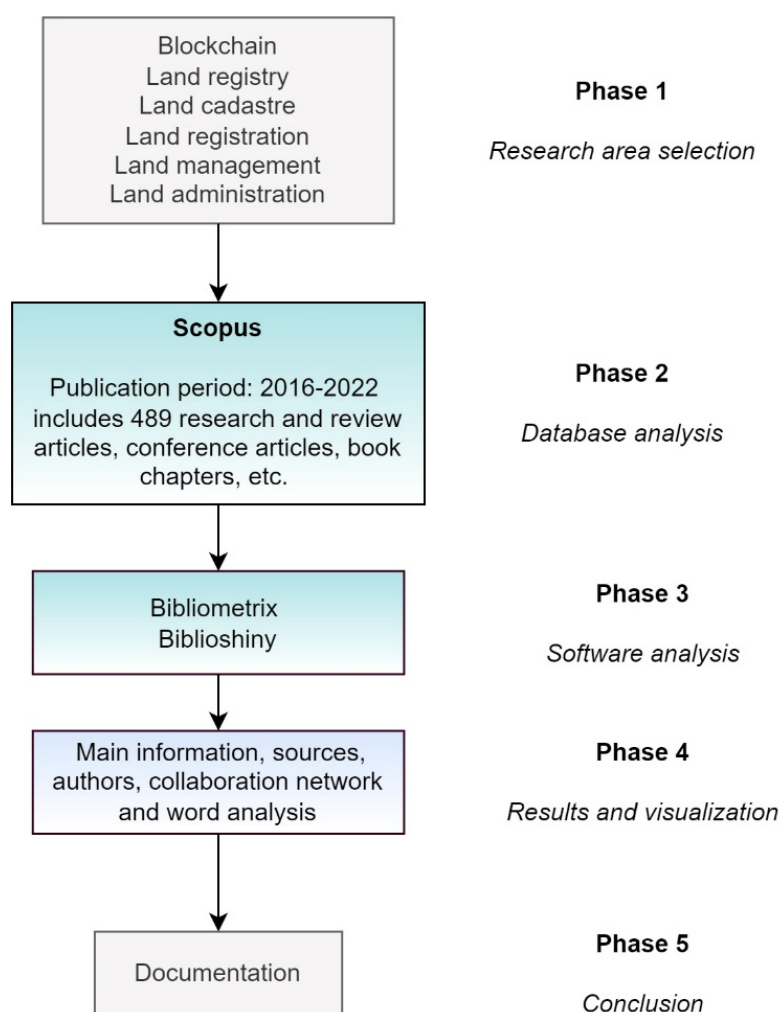 Blockchain
Land registry
Land cadastre
Land registration
Land management
Land administration
Phase 1
Research area selection
Scopus
Publication period: 2016-2022
includes 489 research and review
articles, conference articles, book
chapters, etc.
Phase 2
Database analysis
Bibliometrix
Biblioshiny
Phase 3
Software analysis
Main information, sources,
authors, collaboration network
and word analysis
Phase 4
Results and visualization
Documentation
Phase 5
Conclusion